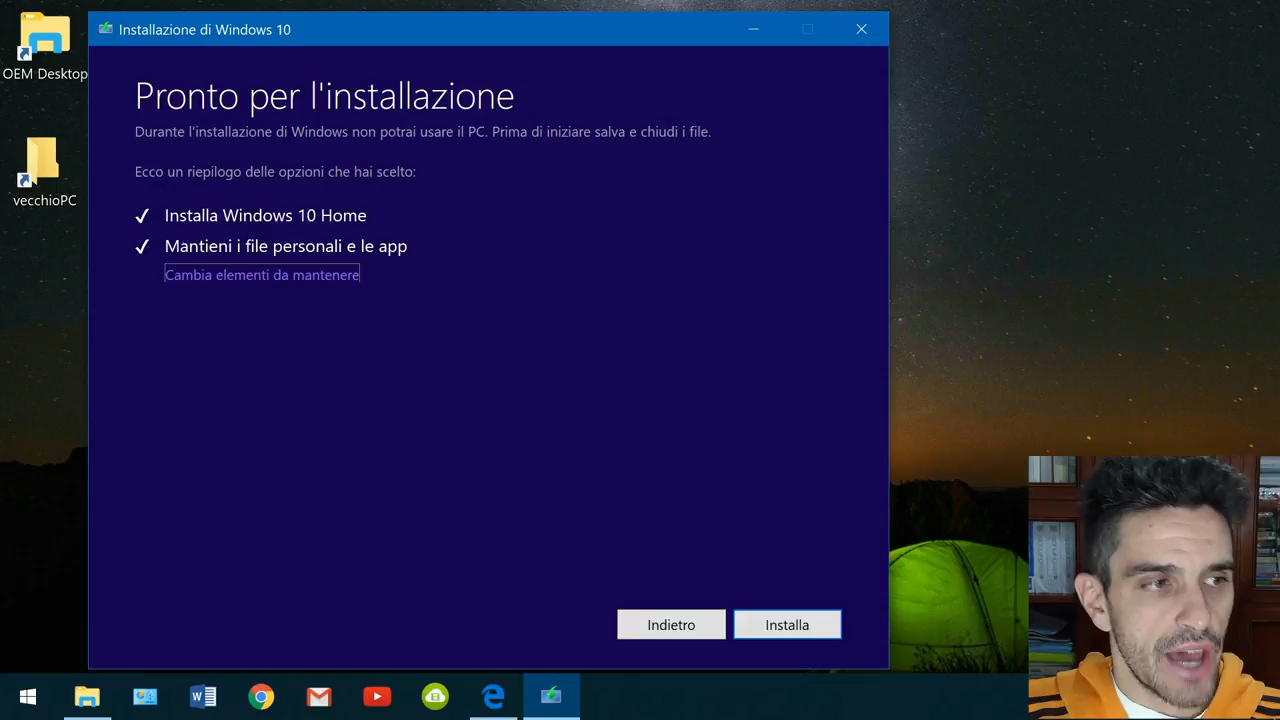 OEM Desktop
vecchioPC
Installazione di Windows 10
Pronto per l'installazione
Durante l'installazione di Windows non potrai usare il PC. Prima di iniziare salva e chiudi i file.
Ecco un riepilogo delle opzioni che hai scelto:
Installa Windows 10 Home
Mantieni i file personali e le app
Cambia elementi da mantenere
Indietro
Installa